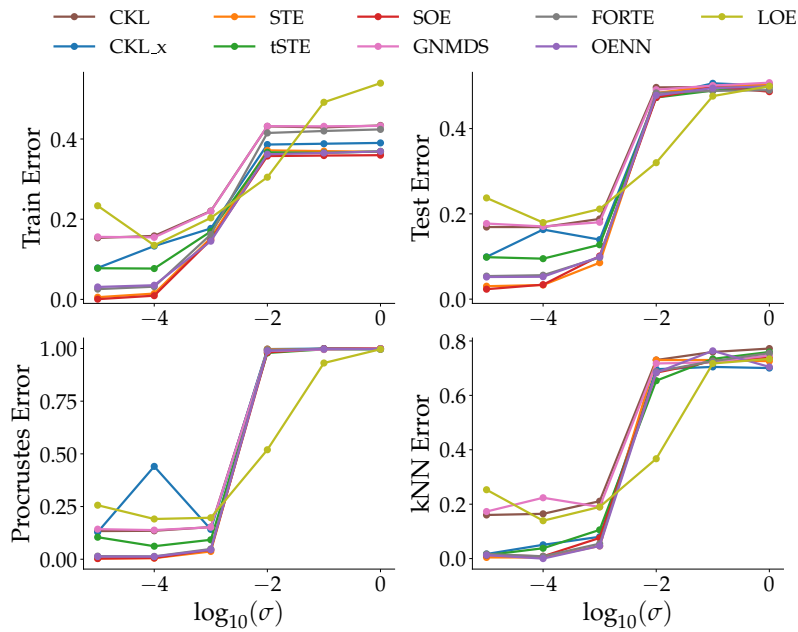 CKL STE SOE FORTE LOE
CKL_x tSTE GNMDS OENN
Train Error
0.4
0.2
0.0
−4 −2 0
Test Error
0.4
0.2
0.0
−4 −2 0
Procrustes Error
1.00
0.75
0.50
0.25
0.00
−4 −2 0
log₁₀(σ)
kNN Error
0.8
0.6
0.4
0.2
0.0
−4 −2 0
log₁₀(σ)